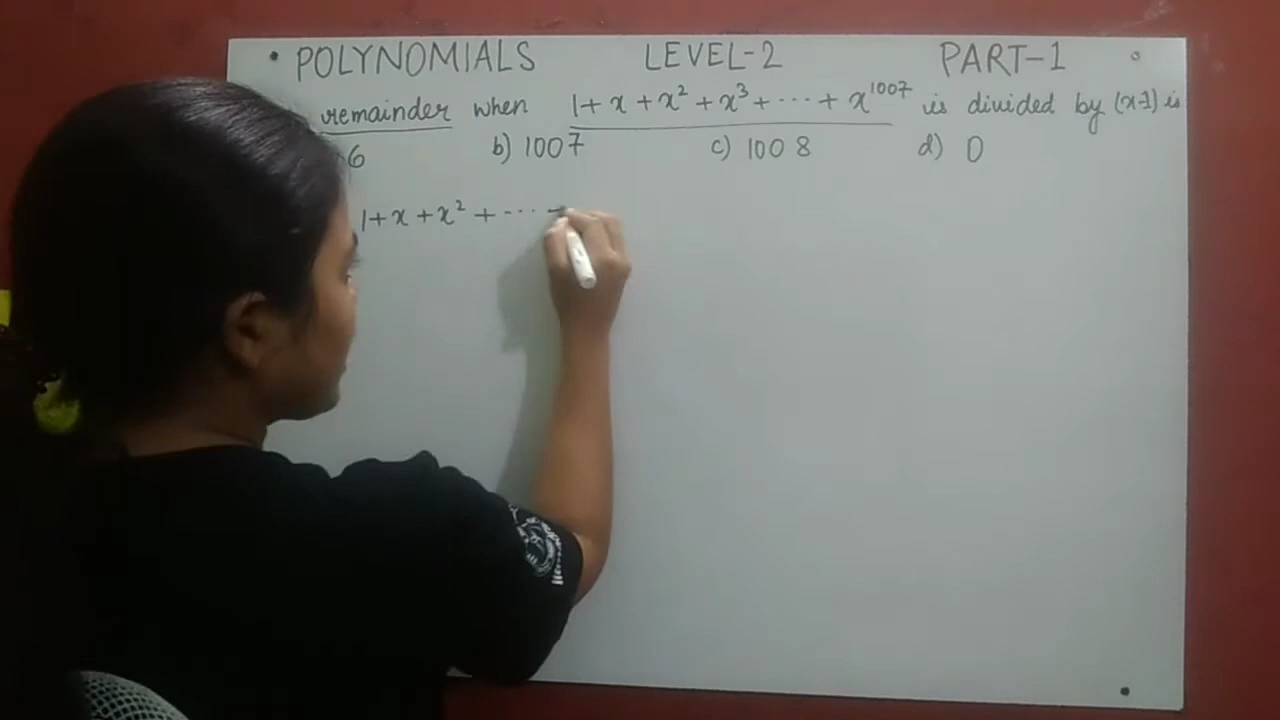 • POLYNOMIALS LEVEL-2 PART-1
remainder when 1 + x + x² + x³ + ... + x¹⁰⁰⁷ is divided by (x-1) is
6 b) 1007 c) 1008 d) 0
1 + x + x² + ... +